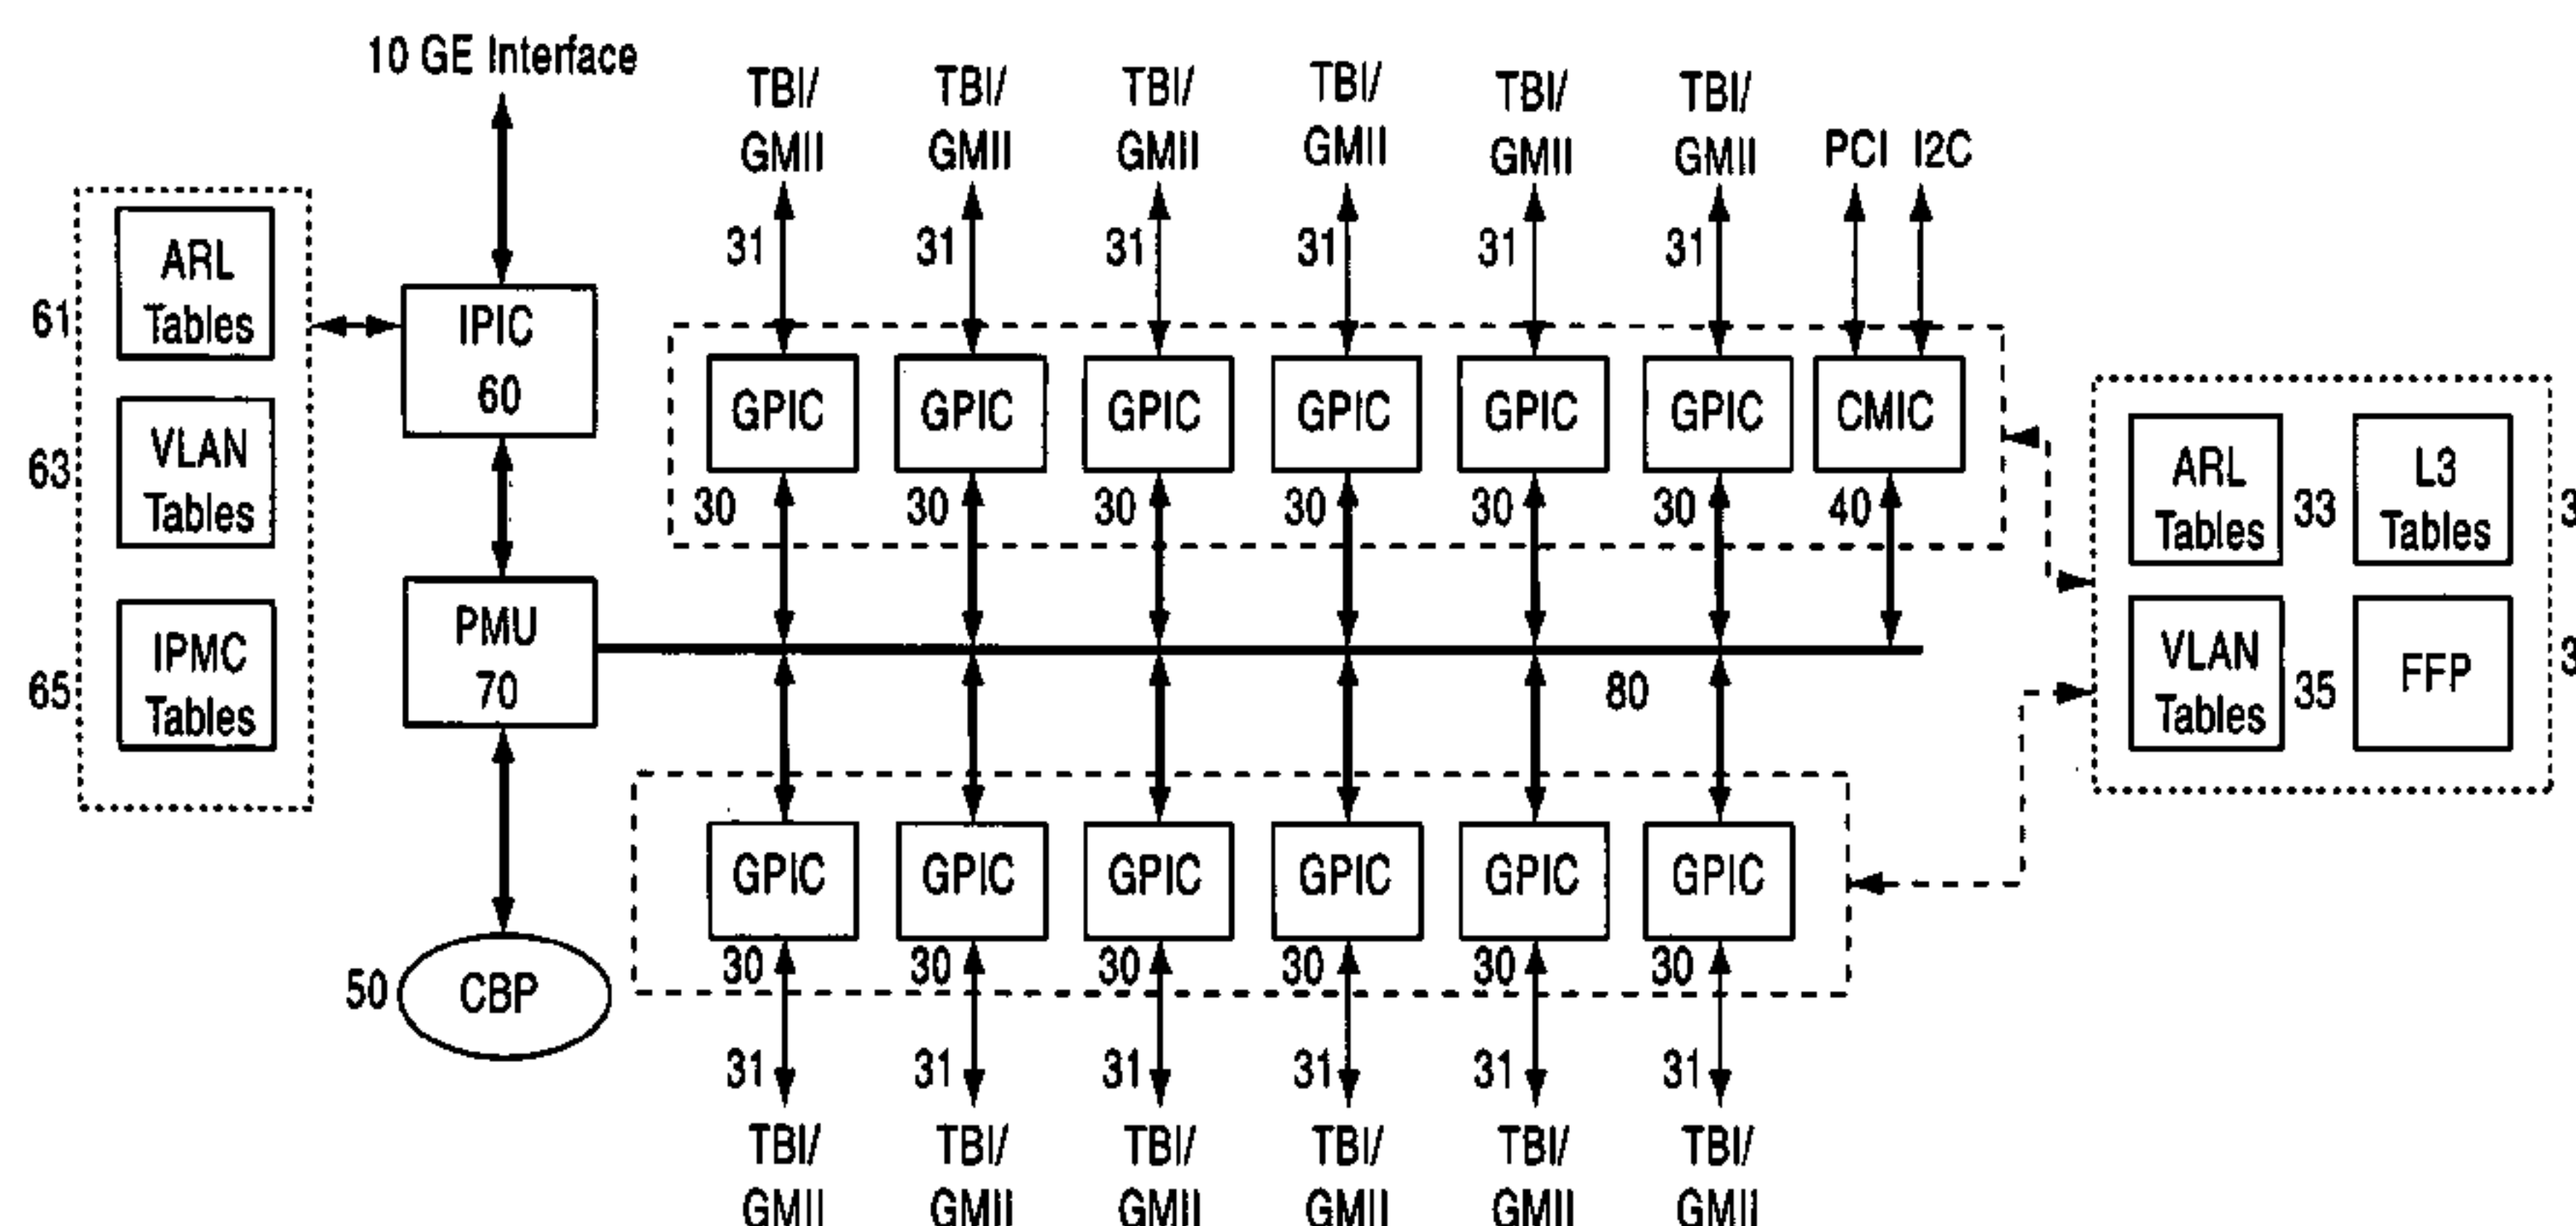 10 GE Interface
TBI/
GMII
TBI/
GMII
TBI/
GMII
TBI/
GMII
TBI/
GMII
TBI/
GMII
PCI I2C
31 31 31 31 31 31
61
ARL
Tables
63
VLAN
Tables
65
IPMC
Tables
IPIC
60
PMU
70
50 CBP
GPIC GPIC GPIC GPIC GPIC GPIC CMIC
30 30 30 30 30 30 40
80
GPIC GPIC GPIC GPIC GPIC GPIC
30 30 30 30 30 30
31 31 31 31 31 31
TBI/
GMII
TBI/
GMII
TBI/
GMII
TBI/
GMII
TBI/
GMII
TBI/
GMII
ARL
Tables
33
L3
Tables
VLAN
Tables
35
FFP